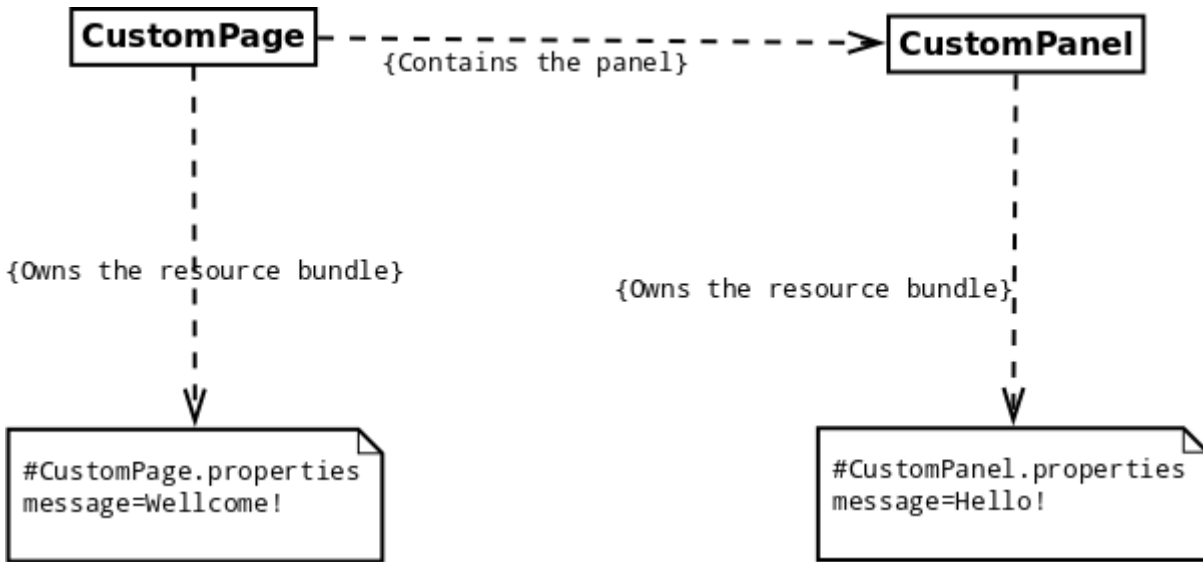 CustomPage
CustomPanel
{Contains the panel}
{Owns the resource bundle}
{Owns the resource bundle}
#CustomPage.properties
message=Wellcome!
#CustomPanel.properties
message=Hello!